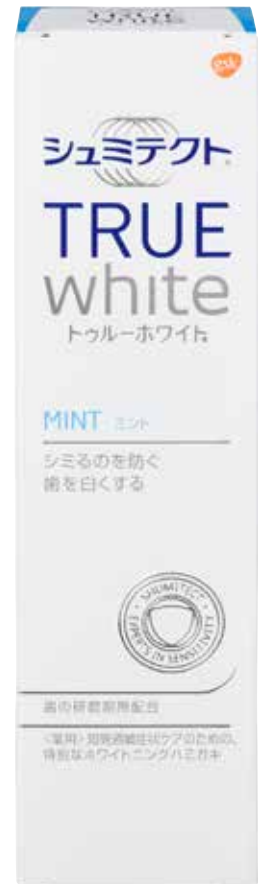 gsk
シュミテクト
TRUE
white
トゥルーホワイト
MINT ミント
シミるのを防ぐ
歯を白くする
SHUMITECT
EXPERTS IN SENSITIVITY
歯の研磨剤無配合
〈薬用〉知覚過敏症状ケアのための、
特別なホワイトニングハミガキ